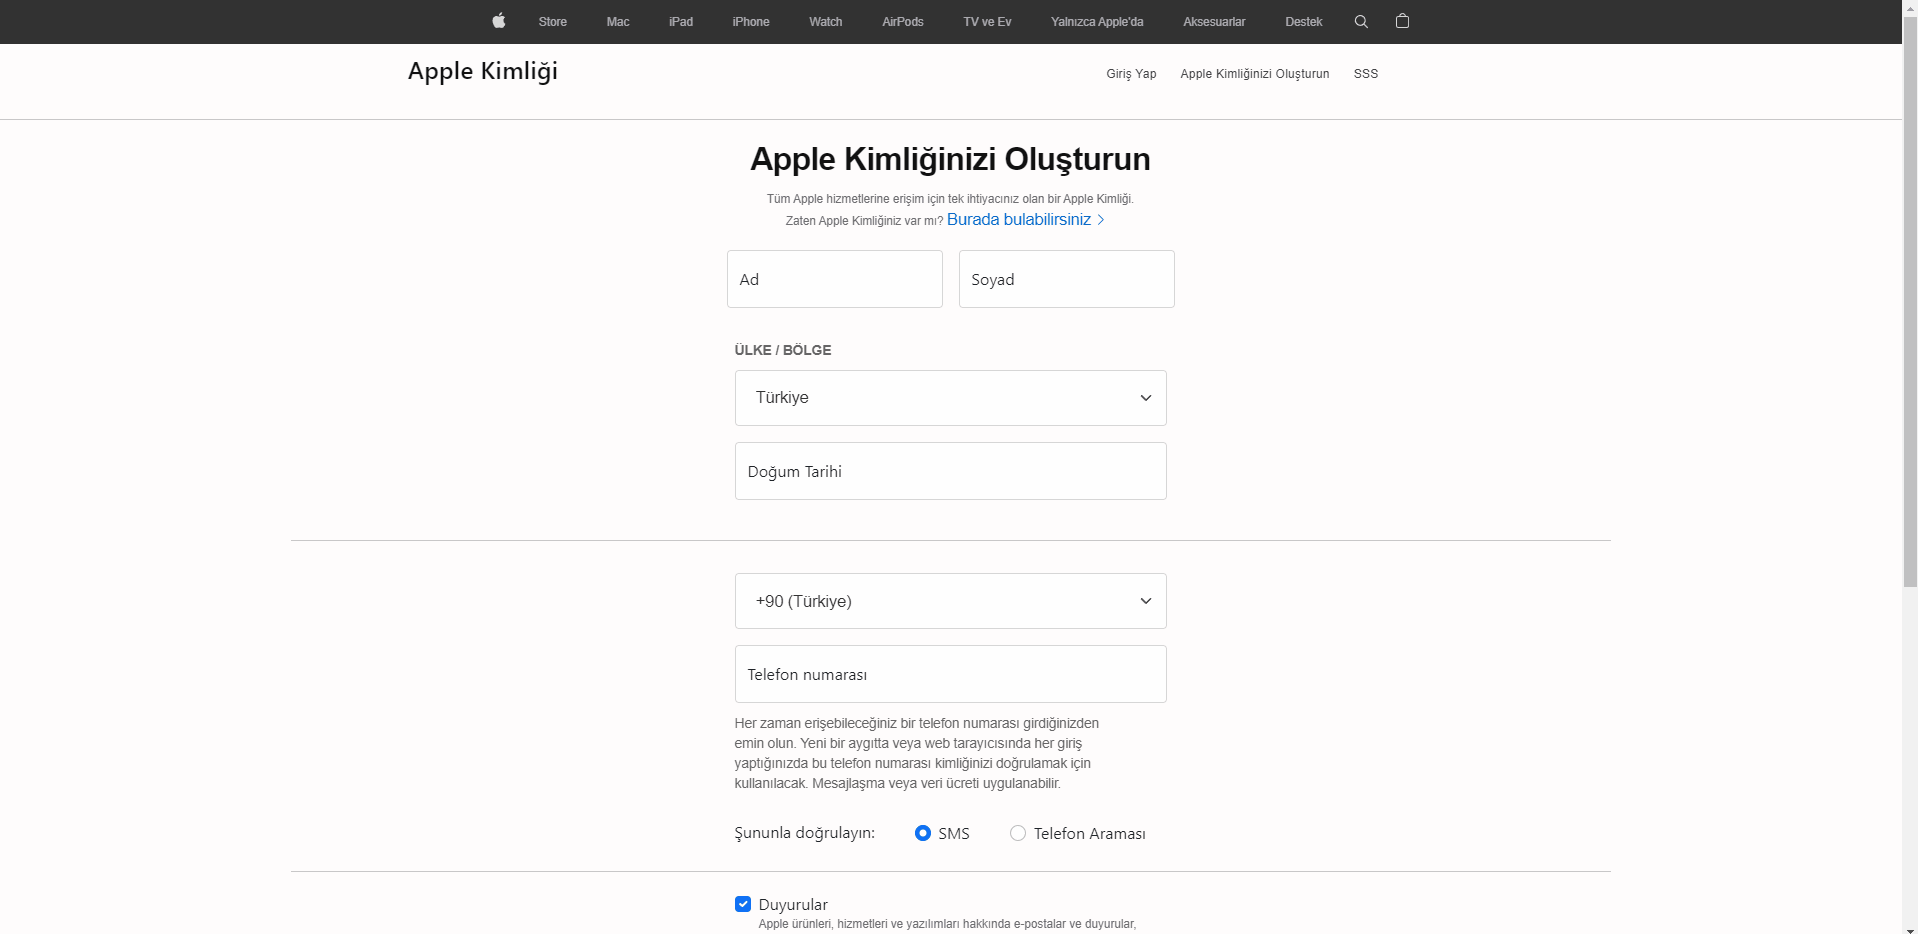 Store Mac iPad iPhone Watch AirPods TV ve Ev Yalnızca Apple'da Aksesuarlar Destek
Apple Kimliği
Giriş Yap Apple Kimliğinizi Oluşturun SSS
Apple Kimliğinizi Oluşturun
Tüm Apple hizmetlerine erişim için tek ihtiyacınız olan bir Apple Kimliği.
Zaten Apple Kimliğiniz var mı? Burada bulabilirsiniz
Ad Soyad
ÜLKE / BÖLGE
Türkiye
Doğum Tarihi
+90 (Türkiye)
Telefon numarası
Her zaman erişebileceğiniz bir telefon numarası girdiğinizden
emin olun. Yeni bir aygıtta veya web tarayıcısında her giriş
yaptığınızda bu telefon numarası kimliğinizi doğrulamak için
kullanılacak. Mesajlaşma veya veri ücreti uygulanabilir.
Şununla doğrulayın: SMS Telefon Araması
Duyurular
Apple ürünleri, hizmetleri ve yazılımları hakkında e-postalar ve duyurular,